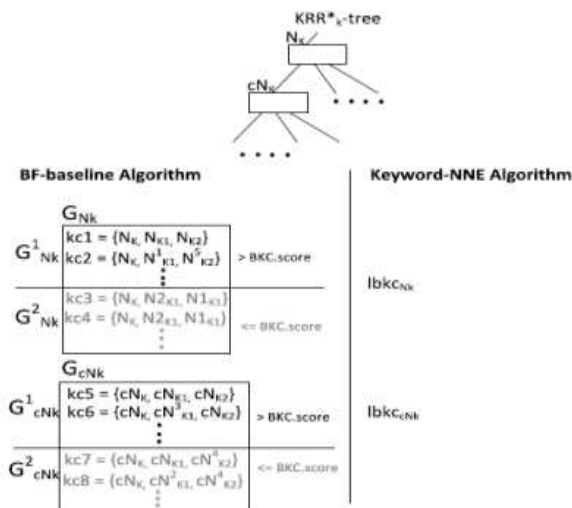 KRR*k-tree
NK
cNK
BF-baseline Algorithm
Keyword-NNE Algorithm
GNk
G1Nk
kc1 = {NK, NK1, NK2}
kc2 = {NK, N1K1, N5K2}
> BKC.score
lbkcNk
G2Nk
kc3 = {NK, N2K1, N1K1}
kc4 = {NK, N2K1, N1K1}
<= BKC.score
GcNk
G1cNk
kc5 = {cNK, cNK1, cNK2}
kc6 = {cNK, cN3K1, cNK2}
> BKC.score
lbkccNk
G2cNk
kc7 = {cNK, cNK1, cN4K2}
kc8 = {cNK, cN2K1, cN4K2}
<= BKC.score